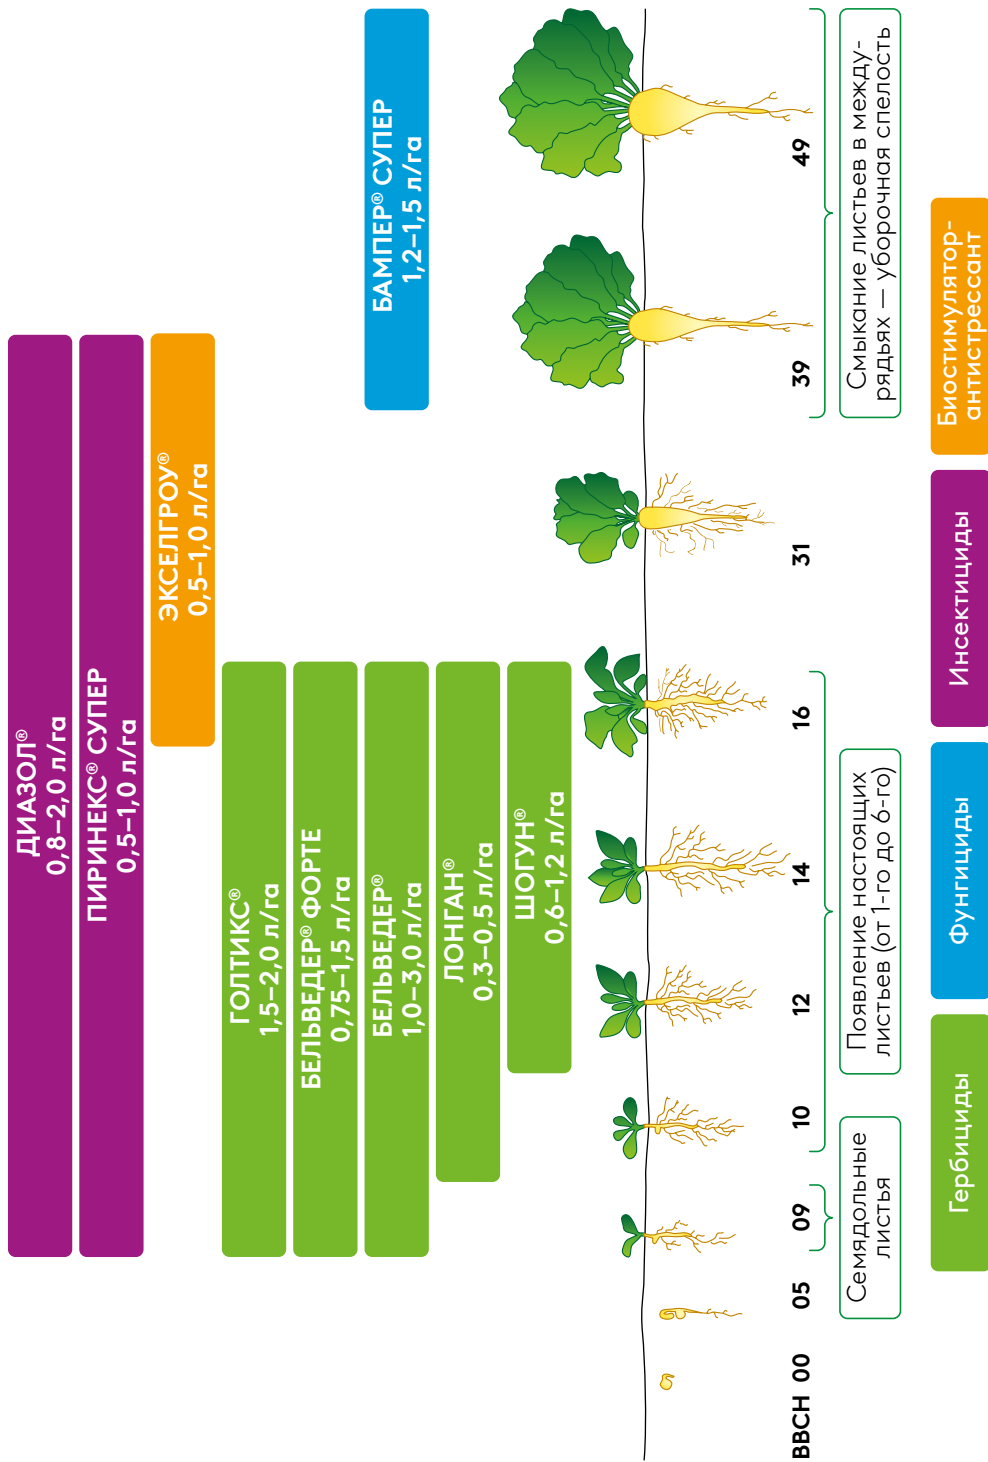 ДИАЗОЛ®
0,8–2,0 л/га
ПИРИНЕКС® СУПЕР
0,5–1,0 л/га
ЭКСЕЛГРОУ®
0,5–1,0 л/га
ГОЛТИКС®
1,5–2,0 л/га
БЕЛЬВЕДЕР® ФОРТЕ
0,75–1,5 л/га
БЕЛЬВЕДЕР®
1,0–3,0 л/га
БАМПЕР® СУПЕР
1,2–1,5 л/га
ЛОНГАН®
0,3–0,5 л/га
ШОГУН®
0,6–1,2 л/га
BBCH 00 05 09 10 12 14 16 31 39 49
Семядольные
листья
Появление настоящих
листьев (от 1-го до 6-го)
Смыкание листьев в между-
рядьях — уборочная спелость
Гербициды
Фунгициды
Инсектициды
Биостимулятор-
антистрессант